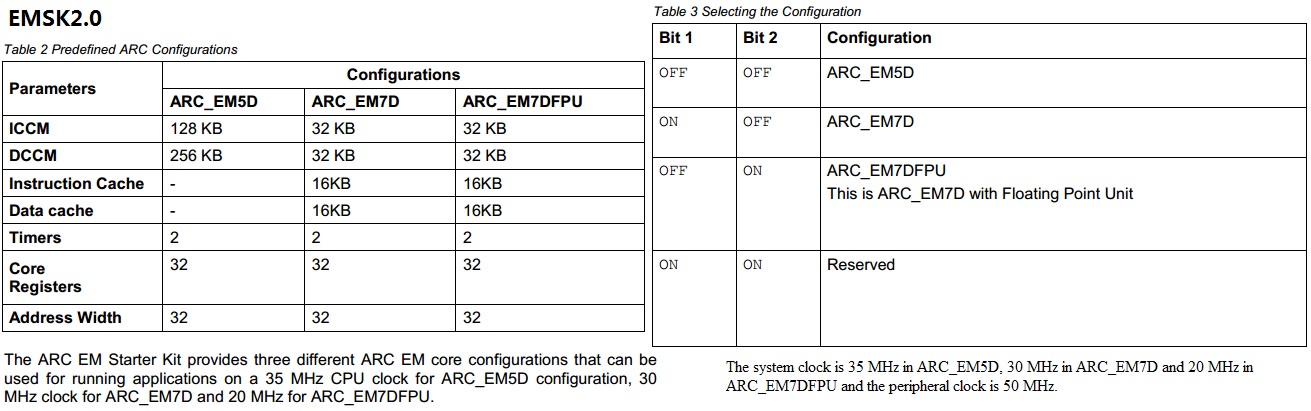 EMSK2.0
Table 2 Predefined ARC Configurations
Parameters Configurations
ARC_EM5D ARC_EM7D ARC_EM7DFPU
ICCM 128 KB 32 KB 32 KB
DCCM 256 KB 32 KB 32 KB
Instruction Cache - 16KB 16KB
Data cache - 16KB 16KB
Timers 2 2 2
Core 32 32 32
Registers
Address Width 32 32 32
The ARC EM Starter Kit provides three different ARC EM core configurations that can be
used for running applications on a 35 MHz CPU clock for ARC_EM5D configuration, 30
MHz clock for ARC_EM7D and 20 MHz for ARC_EM7DFPU.
Table 3 Selecting the Configuration
Bit 1 Bit 2 Configuration
OFF OFF ARC_EM5D
ON OFF ARC_EM7D
OFF ON ARC_EM7DFPU
This is ARC_EM7D with Floating Point Unit
ON ON Reserved
The system clock is 35 MHz in ARC_EM5D, 30 MHz in ARC_EM7D and 20 MHz in
ARC_EM7DFPU and the peripheral clock is 50 MHz.